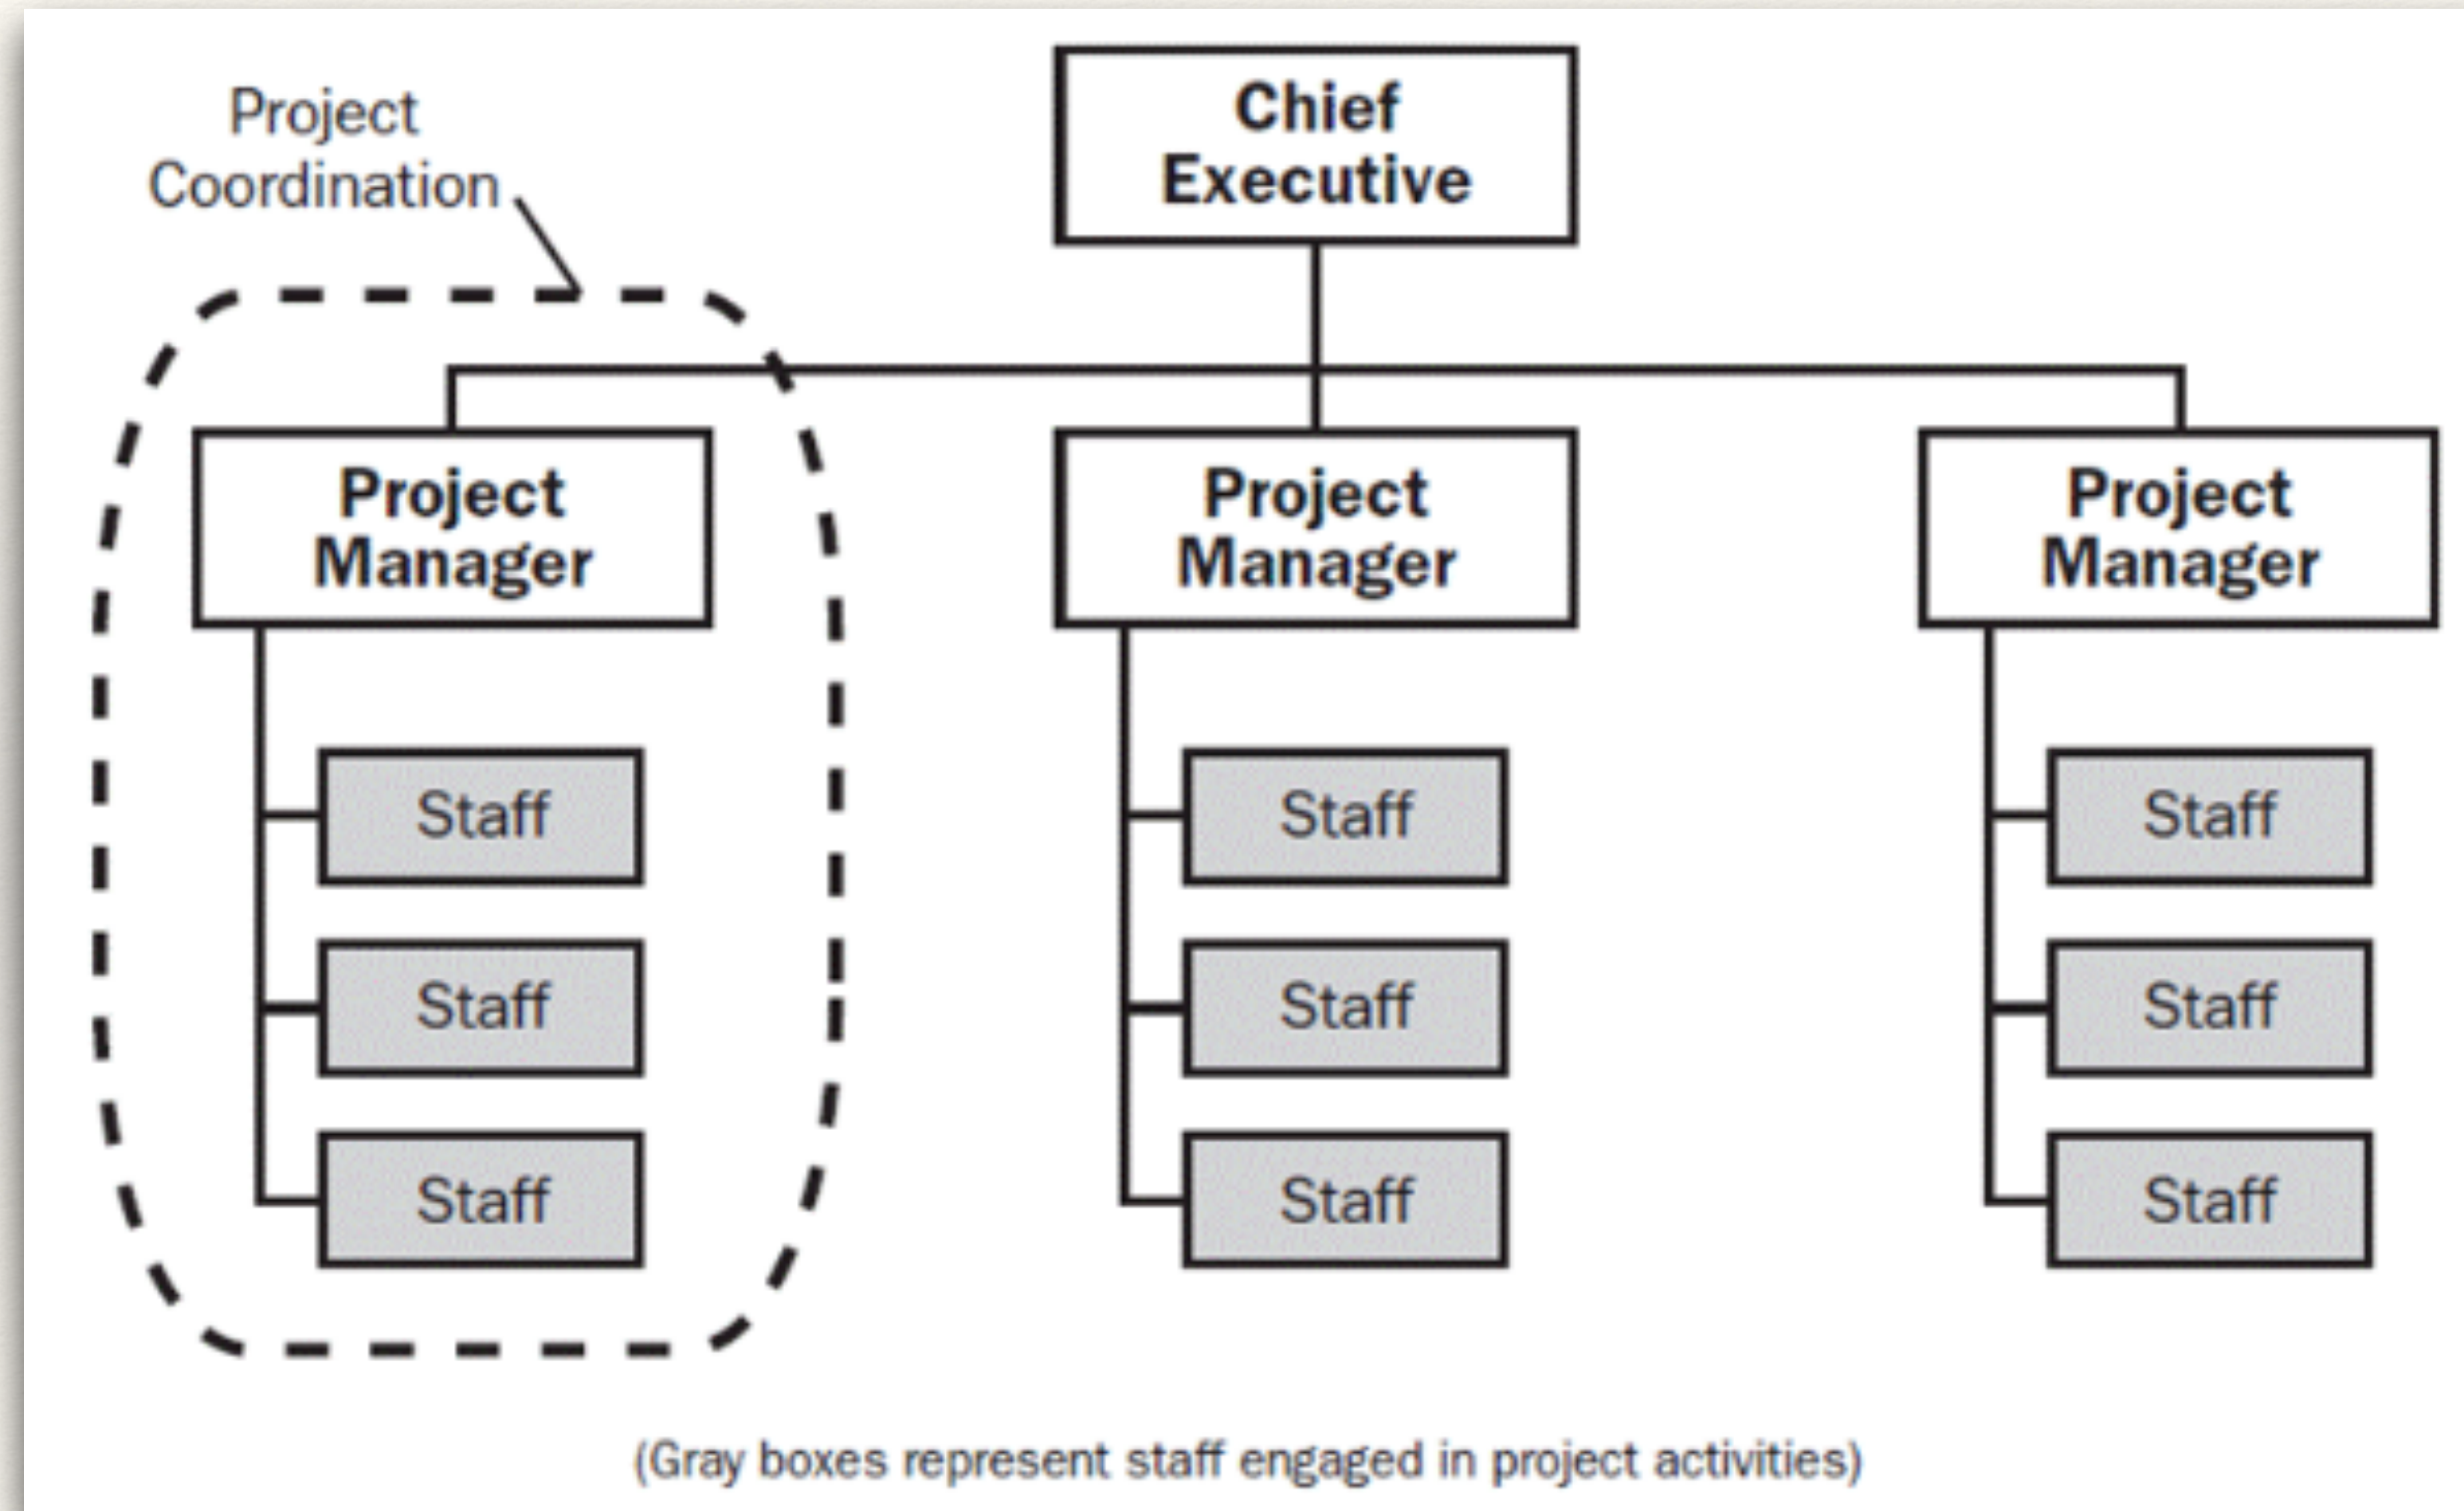 Project
Coordination
Chief
Executive
Project
Manager
Project
Manager
Project
Manager
Staff
Staff
Staff
Staff
Staff
Staff
Staff
Staff
Staff
(Gray boxes represent staff engaged in project activities)